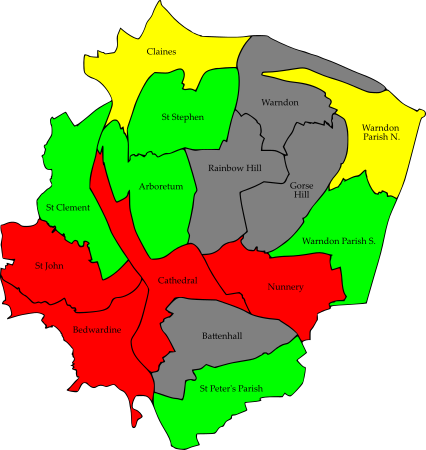 Claines
Warndon
St Stephen
Warndon
Parish N.
Rainbow Hill
Arboretum
Gorse
Hill
St Clement
Warndon Parish S.
St John
Cathedral
Nunnery
Bedwardine
Battenhall
St Peter's Parish